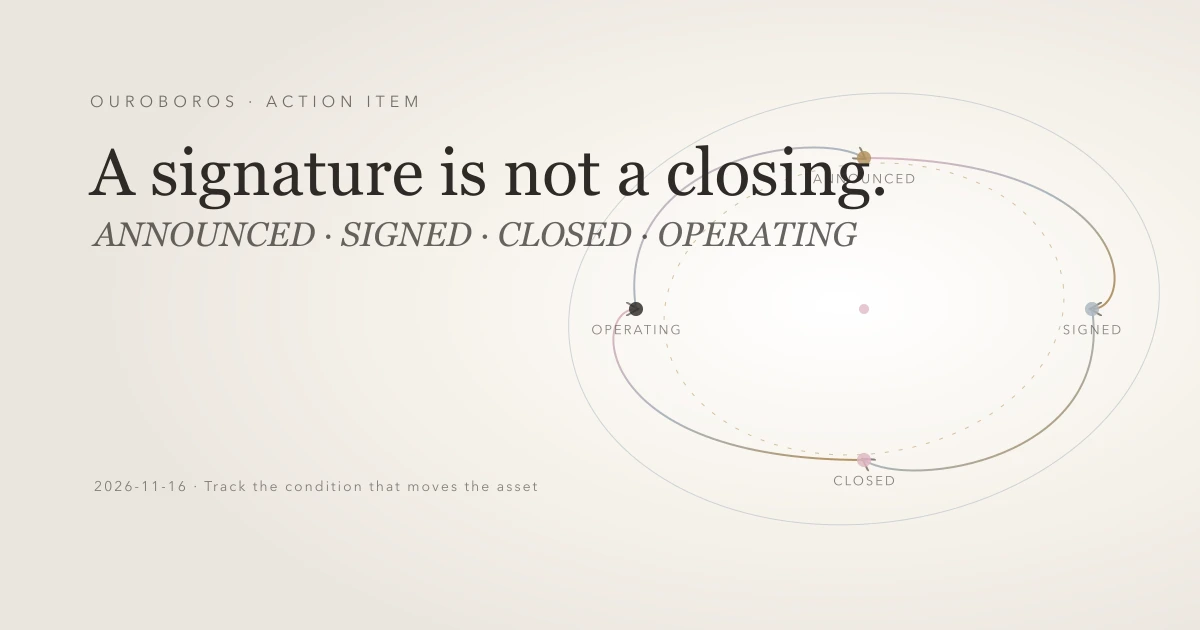 OUROBOROS · ACTION ITEM
A signature is not a closing.
ANNOUNCED
ANNOUNCED · SIGNED · CLOSED · OPERATING
OPERATING
SIGNED
CLOSED
2026-11-16 · Track the condition that moves the asset